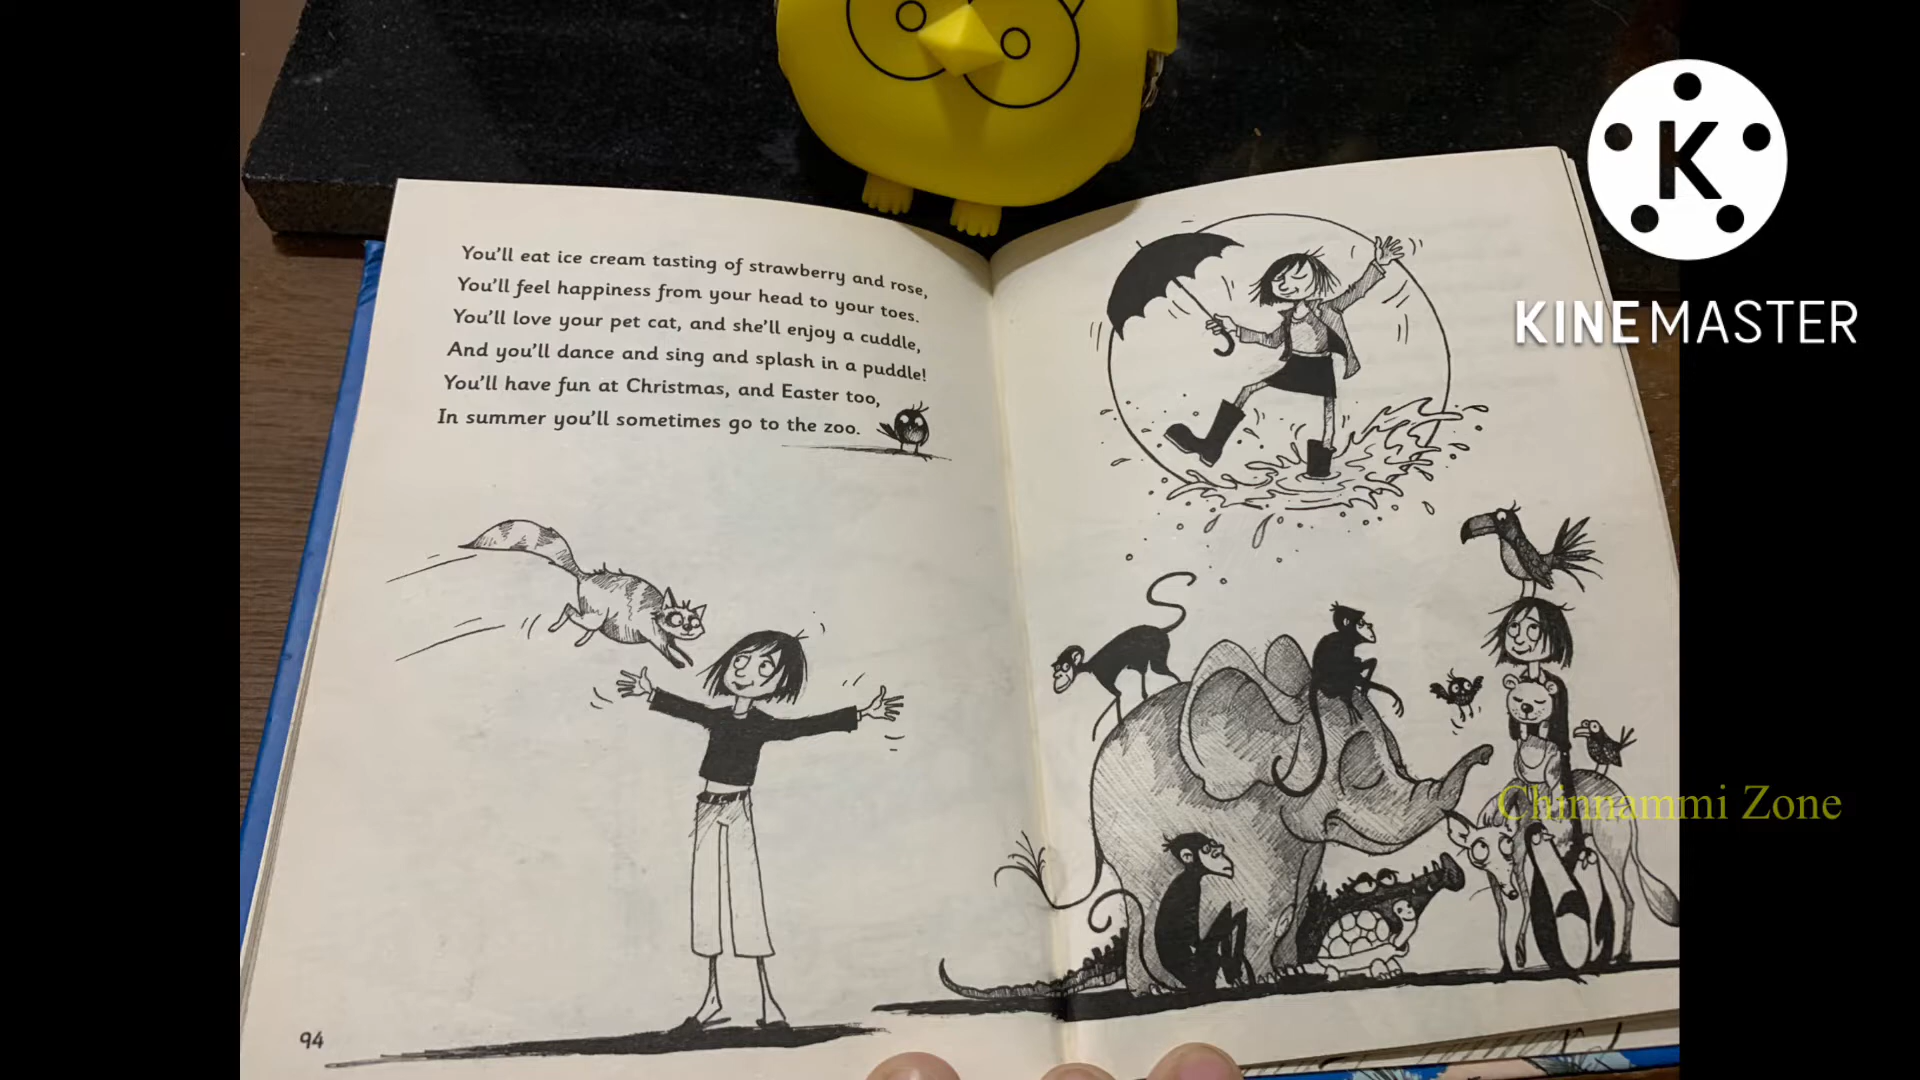 You'll eat ice cream tasting of strawberry and rose,
You'll feel happiness from your head to your toes.
You'll love your pet cat, and she'll enjoy a cuddle,
And you'll dance and sing and splash in a puddle!
You'll have fun at Christmas, and Easter too,
In summer you'll sometimes go to the zoo.
94
K
KINEMASTER
Chinnammi Zone